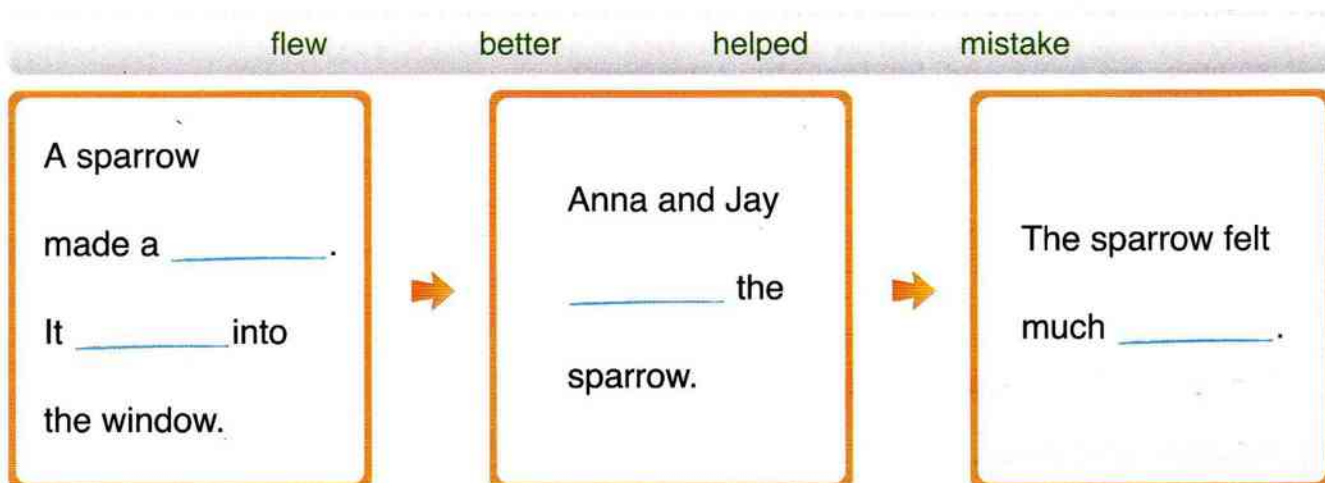 flew better helped mistake
A sparrow
made a ________.
It ________ into
the window.
Anna and Jay
________ the
sparrow.
The sparrow felt
much ________.